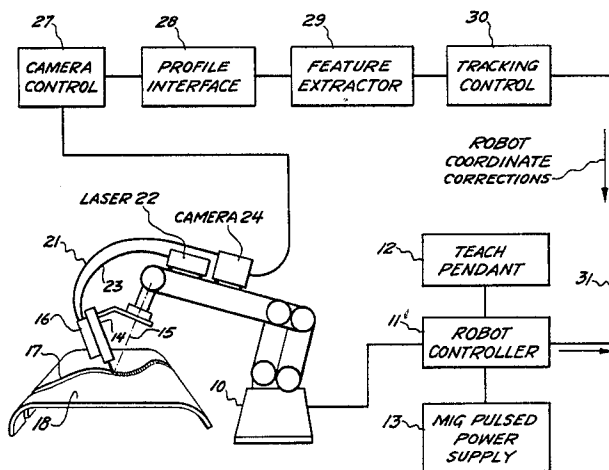 27
28
29
30
CAMERA
CONTROL
PROFILE
INTERFACE
FEATURE
EXTRACTOR
TRACKING
CONTROL
ROBOT
COORDINATE
CORRECTIONS
LASER 22
CAMERA 24
21
23
16
14
15
17
18
10
12
TEACH
PENDANT
31
11
ROBOT
CONTROLLER
13
MIG PULSED
POWER
SUPPLY